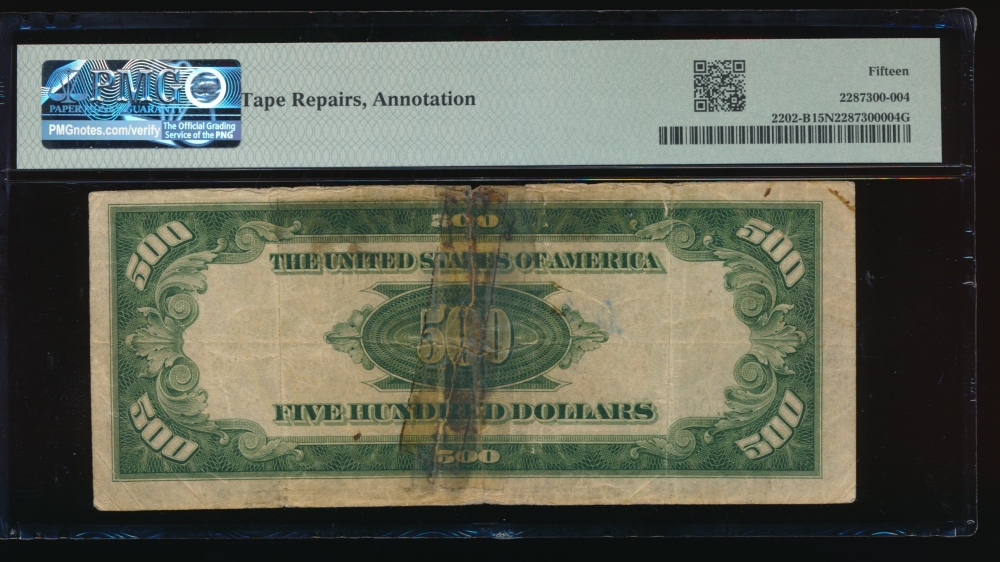 PMG
PAPER MONEY GUARANTY
PMGnotes.com/verify
The Official Grading
Service of the PNG
Tape Repairs, Annotation
Fifteen
2287300-004
2202-B15N2287300004G
500 500 500
THE UNITED STATES OF AMERICA
500
FIVE HUNDRED DOLLARS
500 500 500